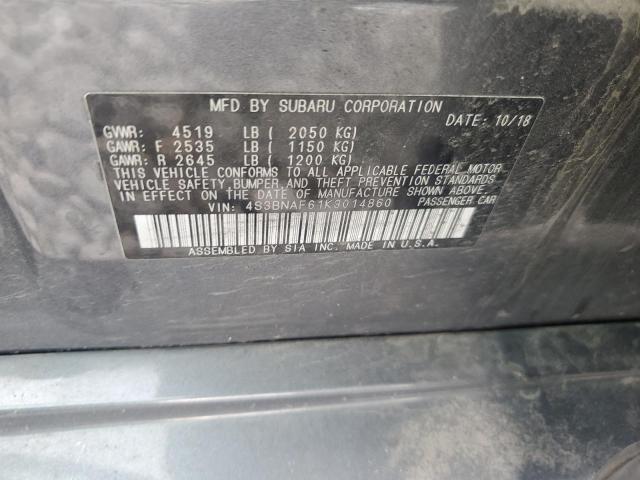 MFD BY SUBARU CORPORATION
DATE: 10/18
GVWR: 4519 LB ( 2050 KG)
GAWR: F 2535 LB ( 1150 KG)
GAWR: R 2645 LB ( 1200 KG)
THIS VEHICLE CONFORMS TO ALL APPLICABLE FEDERAL MOTOR
VEHICLE SAFETY, BUMPER, AND THEFT PREVENTION STANDARDS
IN EFFECT ON THE DATE OF MANUFACTURE SHOWN ABOVE.
VIN: 4S3BNAF61K3014860 PASSENGER CAR
ASSEMBLED BY SIA INC. MADE IN U.S.A.